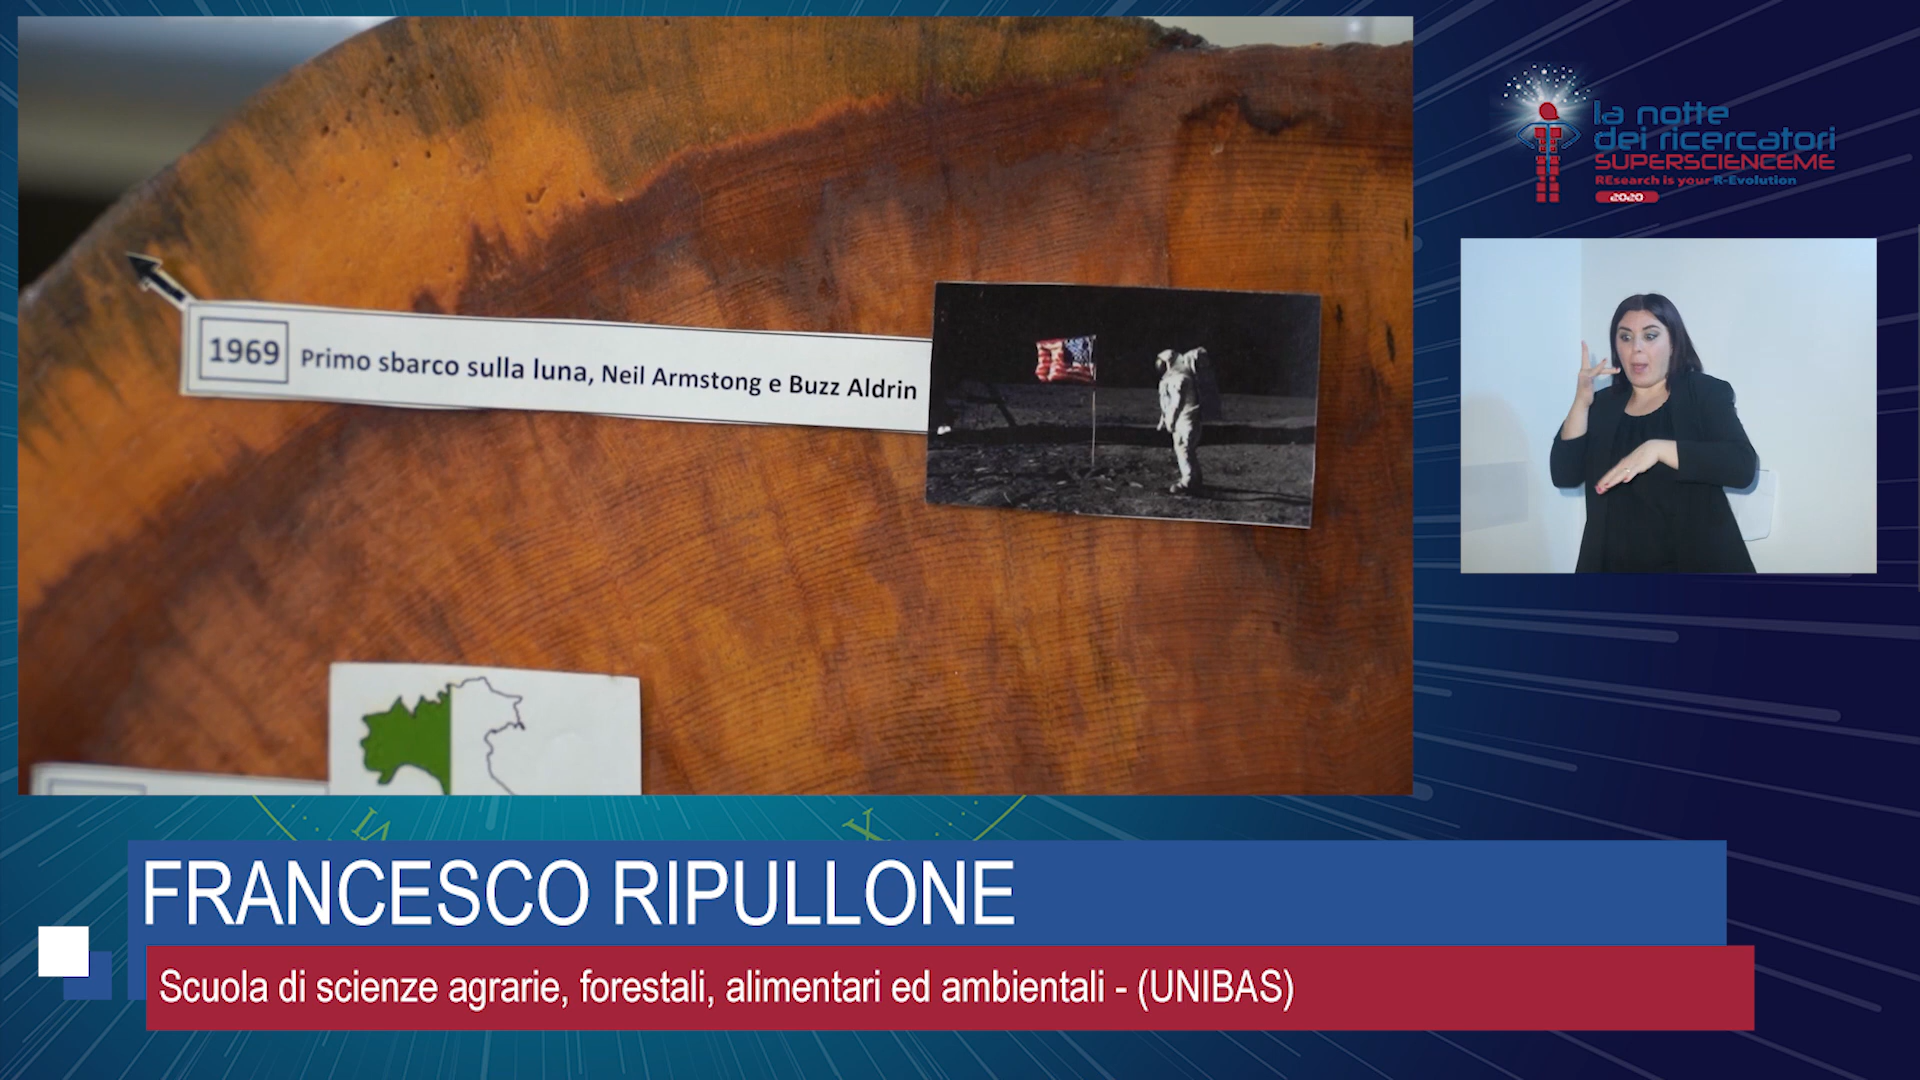 la notte
dei ricercatori
SUPERSCIENCEME
REsearch is your R-Evolution
2020
1969 Primo sbarco sulla luna, Neil Armstong e Buzz Aldrin
VI X
FRANCESCO RIPULLONE
Scuola di scienze agrarie, forestali, alimentari ed ambientali - (UNIBAS)